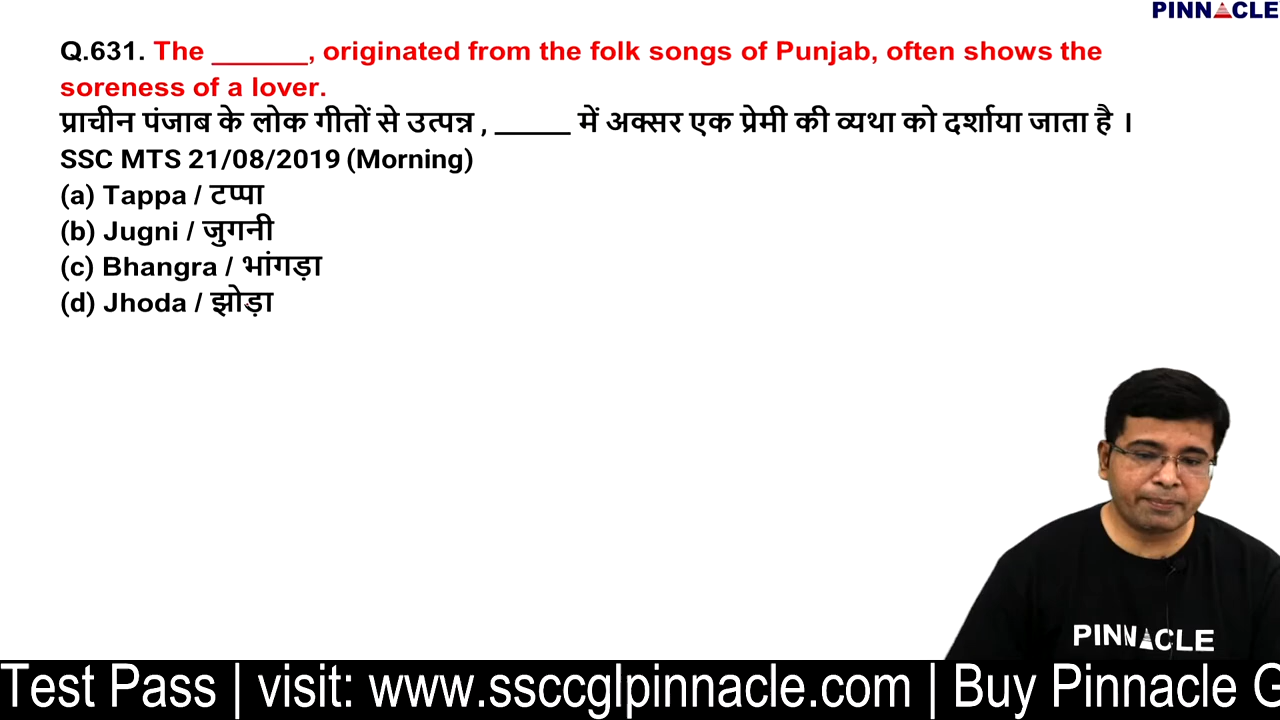 PINNACLE
Q.631. The _______, originated from the folk songs of Punjab, often shows the
soreness of a lover.
प्राचीन पंजाब के लोक गीतों से उत्पन्न , ______ में अक्सर एक प्रेमी की व्यथा को दर्शाया जाता है ।
SSC MTS 21/08/2019 (Morning)
(a) Tappa / टप्पा
(b) Jugni / जुगनी
(c) Bhangra / भांगड़ा
(d) Jhoda / झोड़ा
PINNACLE
Test Pass | visit: www.ssccglpinnacle.com | Buy Pinnacle G